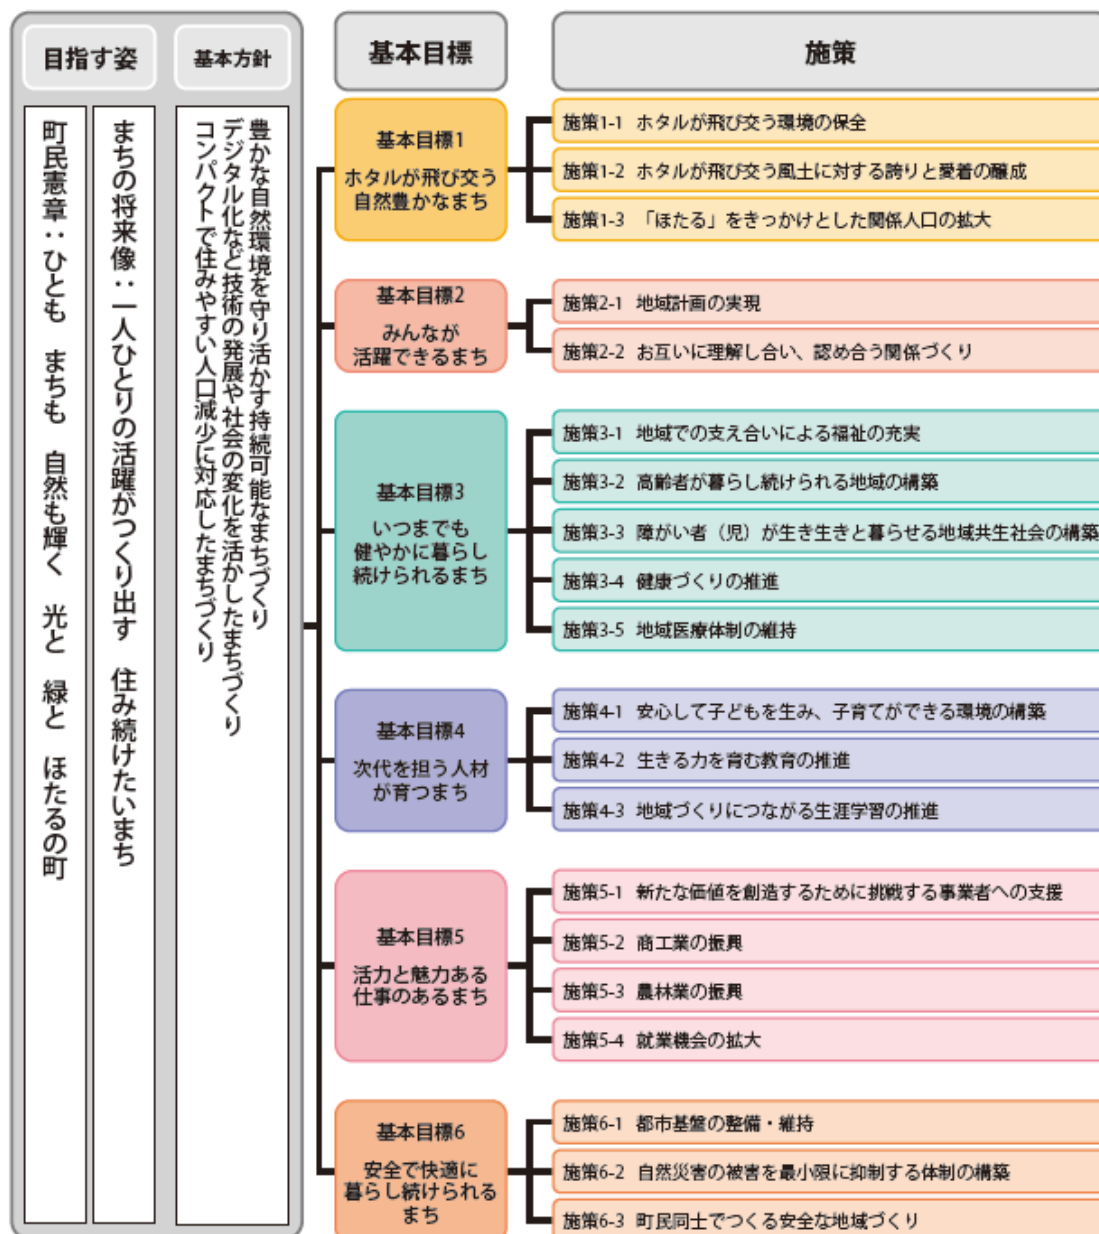 目指す姿
町民憲章：ひとも　まちも　自然も輝く　光と　緑と　ほたるの町
まちの将来像：一人ひとりの活躍がつくり出す　住み続けたいまち
基本方針
豊かな自然環境を守り活かす持続可能なまちづくり
デジタル化など技術の発展や社会の変化を活かしたまちづくり
コンパクトで住みやすい人口減少に対応したまちづくり
基本目標
施策
基本目標1
ホタルが飛び交う
自然豊かなまち
施策1-1 ホタルが飛び交う環境の保全
施策1-2 ホタルが飛び交う風土に対する誇りと愛着の醸成
施策1-3 「ほたる」をきっかけとした関係人口の拡大
基本目標2
みんなが
活躍できるまち
施策2-1 地域計画の実現
施策2-2 お互いに理解し合い、認め合う関係づくり
基本目標3
いつまでも
健やかに暮らし
続けられるまち
施策3-1 地域での支え合いによる福祉の充実
施策3-2 高齢者が暮らし続けられる地域の構築
施策3-3 障がい者（児）が生き生きと暮らせる地域共生社会の構築
施策3-4 健康づくりの推進
施策3-5 地域医療体制の維持
基本目標4
次代を担う人材
が育つまち
施策4-1 安心して子どもを生み、子育てができる環境の構築
施策4-2 生きる力を育む教育の推進
施策4-3 地域づくりにつながる生涯学習の推進
基本目標5
活力と魅力ある
仕事のあるまち
施策5-1 新たな価値を創造するために挑戦する事業者への支援
施策5-2 商工業の振興
施策5-3 農林業の振興
施策5-4 就業機会の拡大
基本目標6
安全で快適に
暮らし続けられる
まち
施策6-1 都市基盤の整備・維持
施策6-2 自然災害の被害を最小限に抑制する体制の構築
施策6-3 町民同士でつくる安全な地域づくり